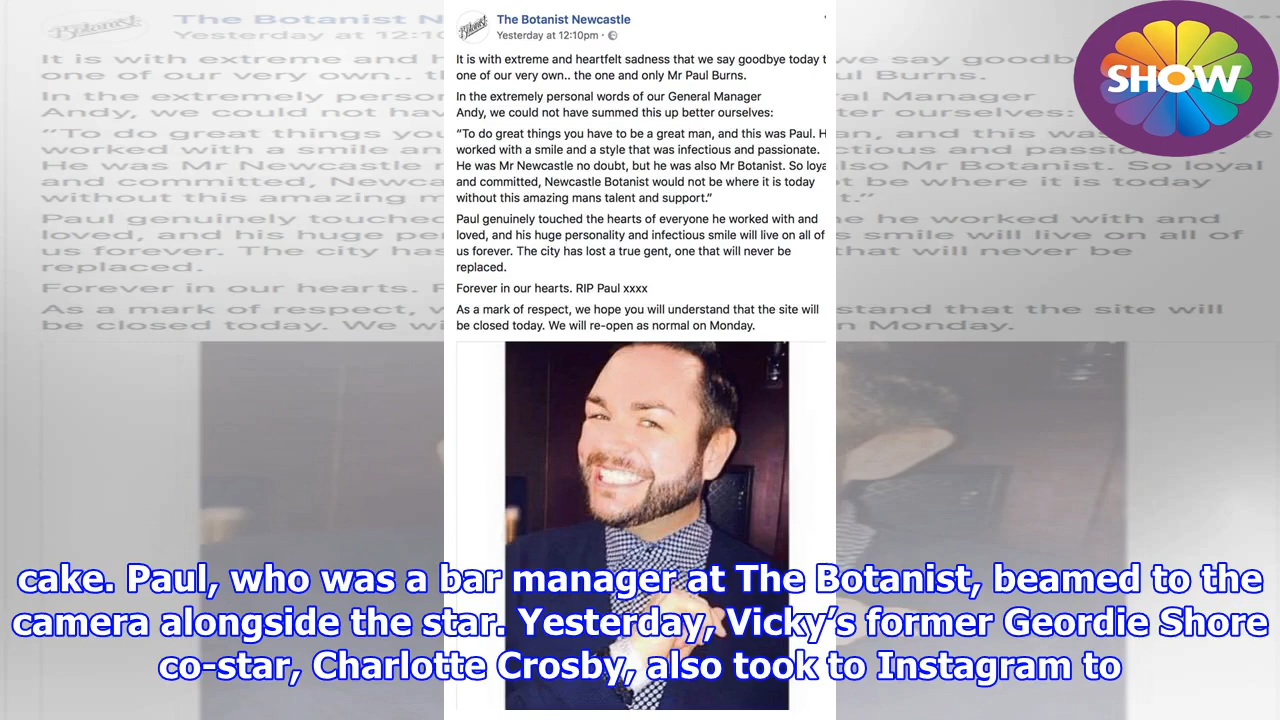 The Botanist Newcastle
Yesterday at 12:10pm ·
It is with extreme and heartfelt sadness that we say goodbye today t
one of our very own.. the one and only Mr Paul Burns.
In the extremely personal words of our General Manager
Andy, we could not have summed this up better ourselves:
“To do great things you have to be a great man, and this was Paul. H
worked with a smile and a style that was infectious and passionate.
He was Mr Newcastle no doubt, but he was also Mr Botanist. So loya
and committed, Newcastle Botanist would not be where it is today
without this amazing mans talent and support.”
Paul genuinely touched the hearts of everyone he worked with and
loved, and his huge personality and infectious smile will live on all of
us forever. The city has lost a true gent, one that will never be
replaced.
Forever in our hearts. RIP Paul xxxx
As a mark of respect, we hope you will understand that the site will
be closed today. We will re-open as normal on Monday.
SHOW
cake. Paul, who was a bar manager at The Botanist, beamed to the
camera alongside the star. Yesterday, Vicky’s former Geordie Shore
co-star, Charlotte Crosby, also took to Instagram to